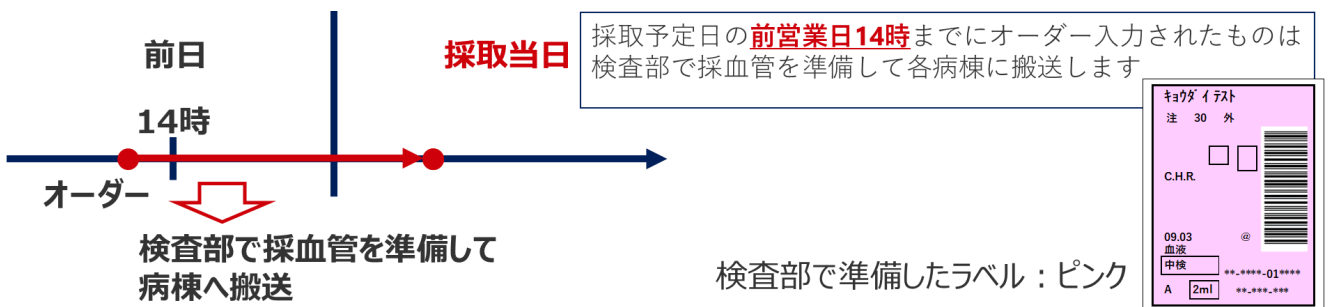 前日
採取当日
採取予定日の前営業日14時までにオーダー入力されたものは
検査部で採血管を準備して各病棟に搬送します
14時
オーダー
検査部で採血管を準備して
病棟へ搬送
検査部で準備したラベル：ピンク
ｷｮｳﾀﾞｲ ﾃｽﾄ
注 30 外
C.H.R.
09.03 @
血液
中検
**-****-01****
A 2ml **-***-***